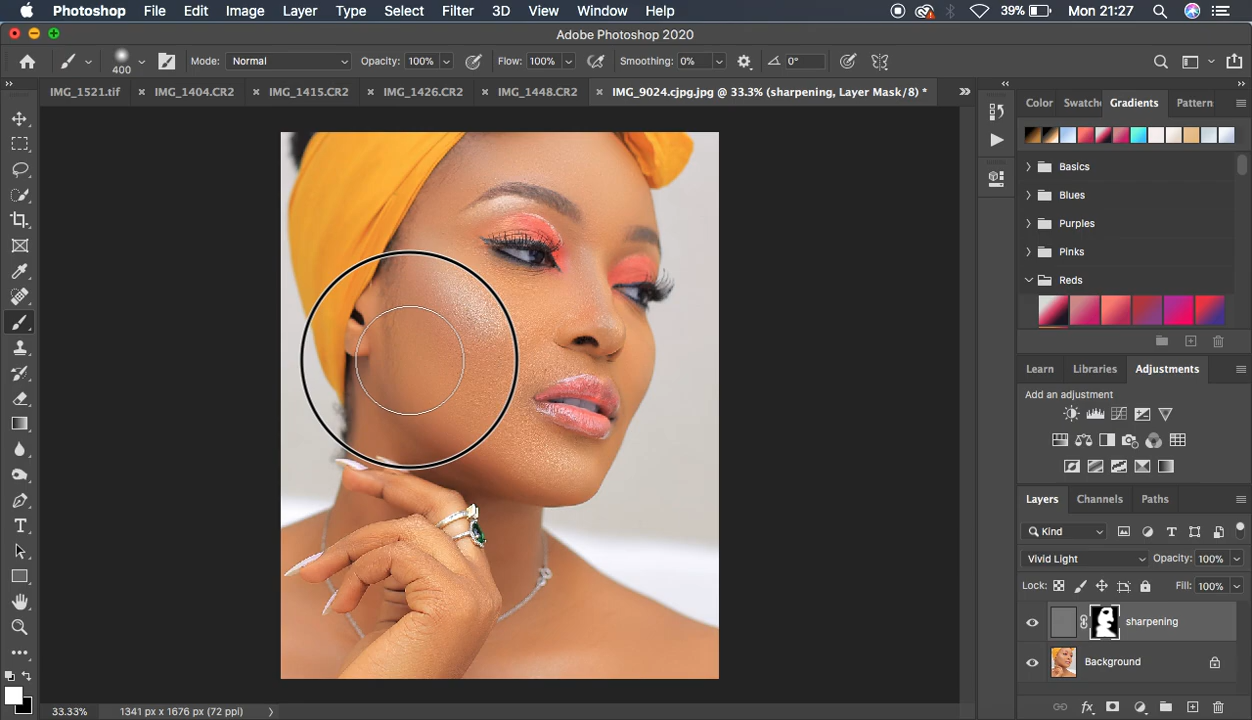 Photoshop File Edit Image Layer Type Select Filter 3D View Window Help 39% Mon 21:27
Adobe Photoshop 2020
400 Mode: Normal Opacity: 100% Flow: 100% Smoothing: 0% 0°
IMG_1521.tif IMG_1404.CR2 IMG_1415.CR2 IMG_1426.CR2 IMG_1448.CR2 IMG_9024.cjpg.jpg @ 33.3% (sharpening, Layer Mask/8) *
Color Swatche Gradients Pattern
Basics
Blues
Purples
Pinks
Reds
Learn Libraries Adjustments
Add an adjustment
Layers Channels Paths
Kind
Vivid Light Opacity: 100%
Lock: Fill: 100%
sharpening
Background
33.33% 1341 px x 1676 px (72 ppi)